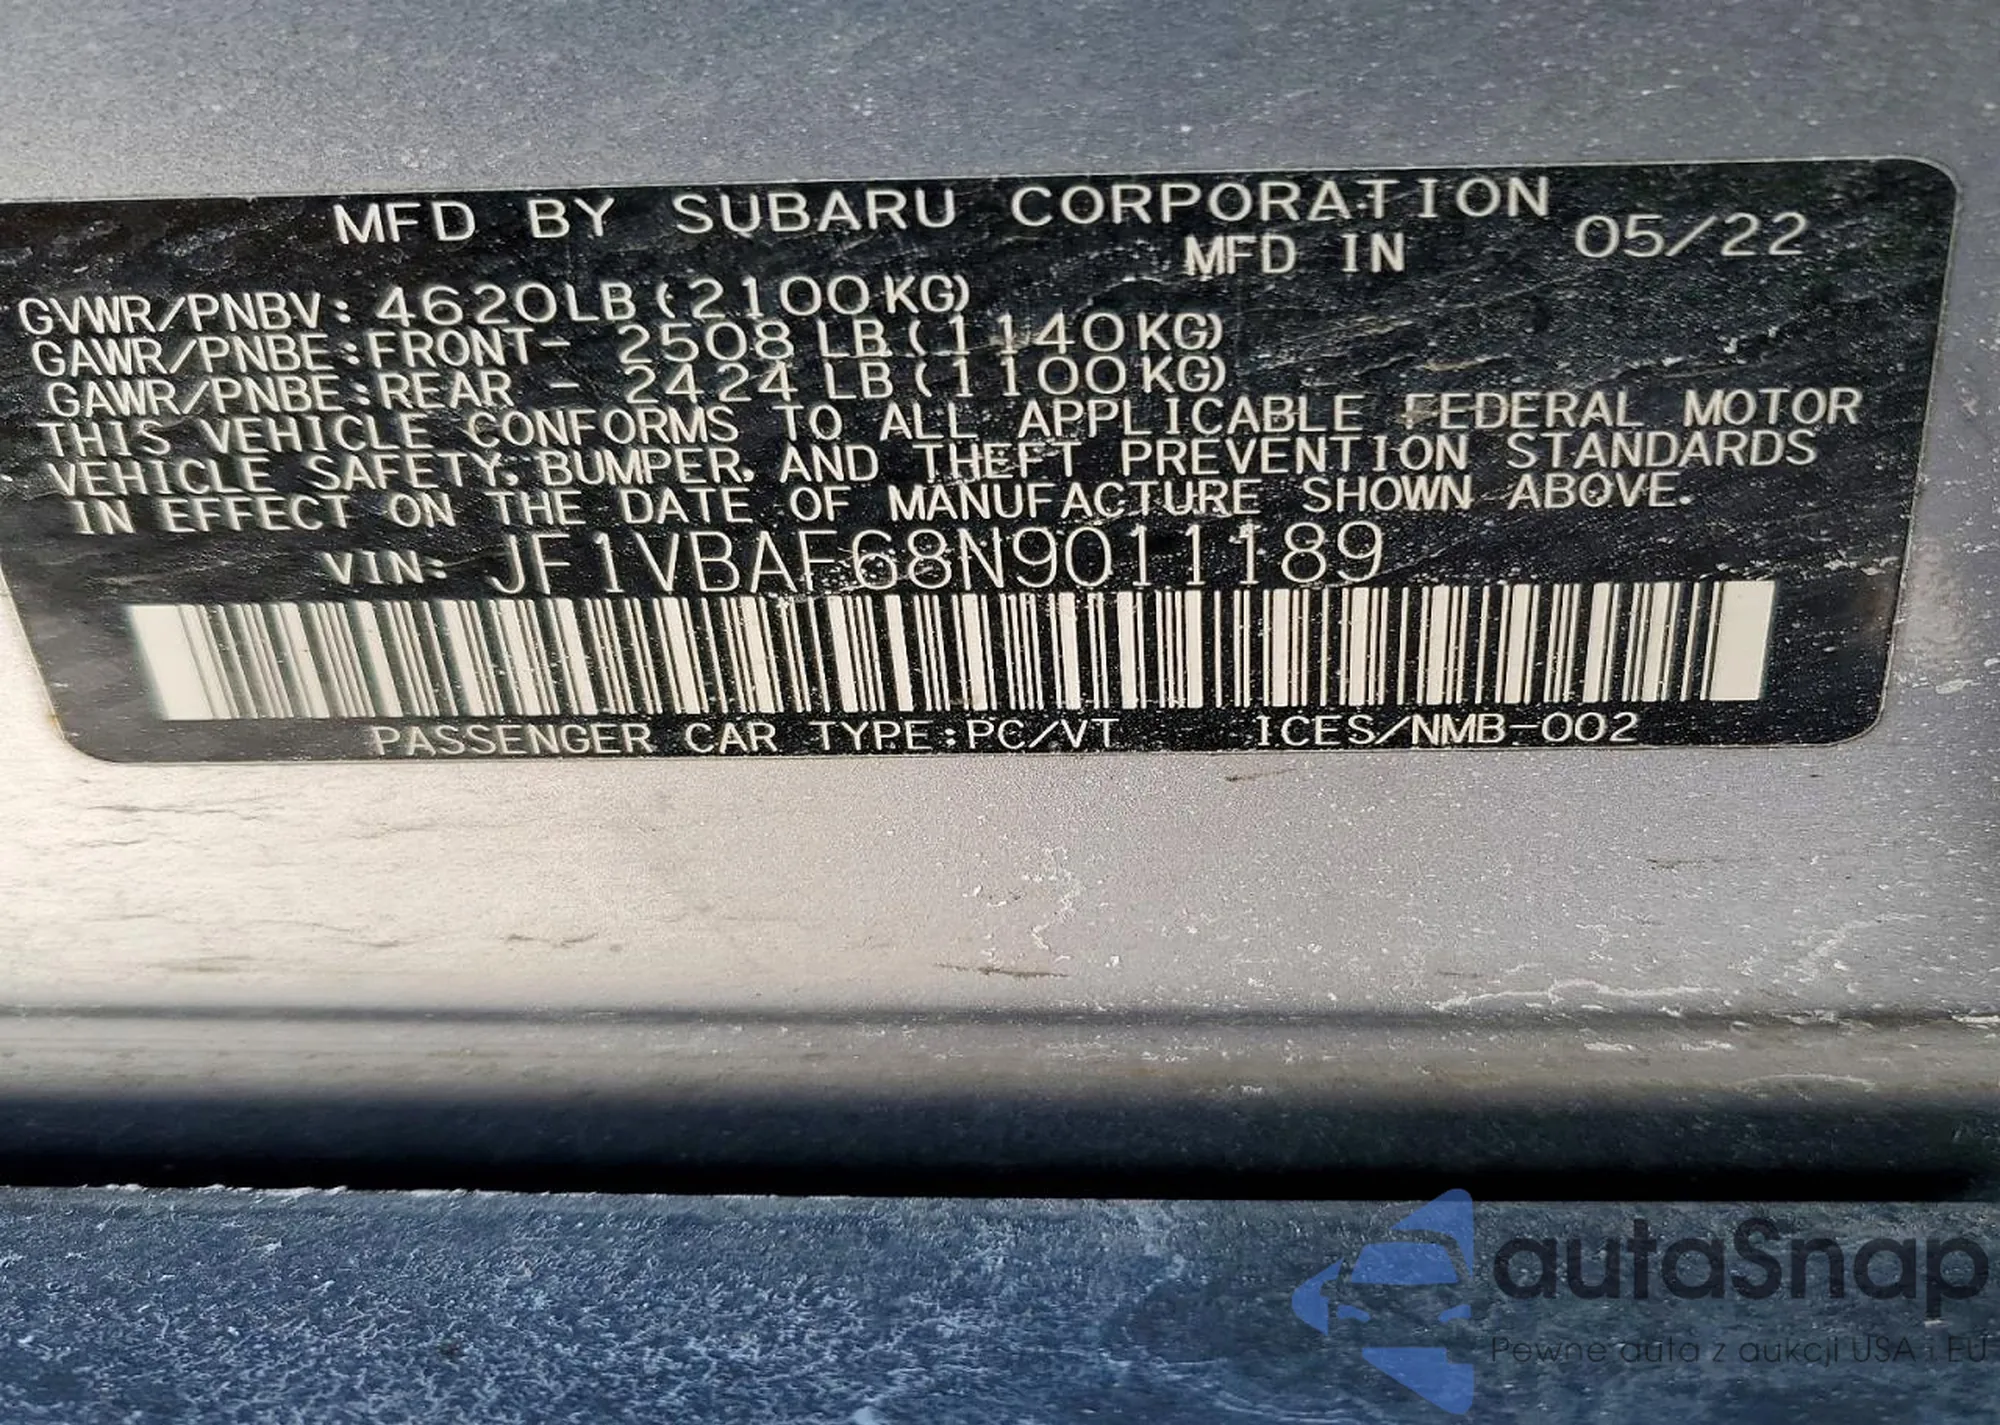 MFD BY SUBARU CORPORATION
MFD IN 05/22
GVWR/PNBV: 4620LB(2100KG)
GAWR/PNBE:FRONT- 2508 LB(1140KG)
GAWR/PNBE:REAR - 2424 LB(1100KG)
THIS VEHICLE CONFORMS TO ALL APPLICABLE FEDERAL MOTOR
VEHICLE SAFETY, BUMPER, AND THEFT PREVENTION STANDARDS
IN EFFECT ON THE DATE OF MANUFACTURE SHOWN ABOVE.
VIN: JF1VBAF68N9011189
PASSENGER CAR TYPE:PC/VT ICES/NMB-002
autaSnap
Pewne auta z aukcji USA i EU